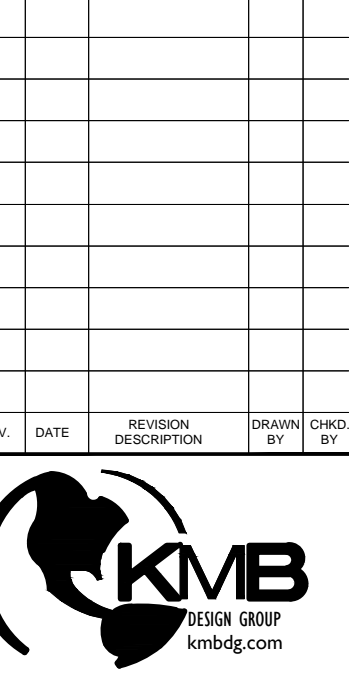 V. DATE REVISION DESCRIPTION DRAWN BY CHKD. BY
KMB
DESIGN GROUP
kmbdg.com